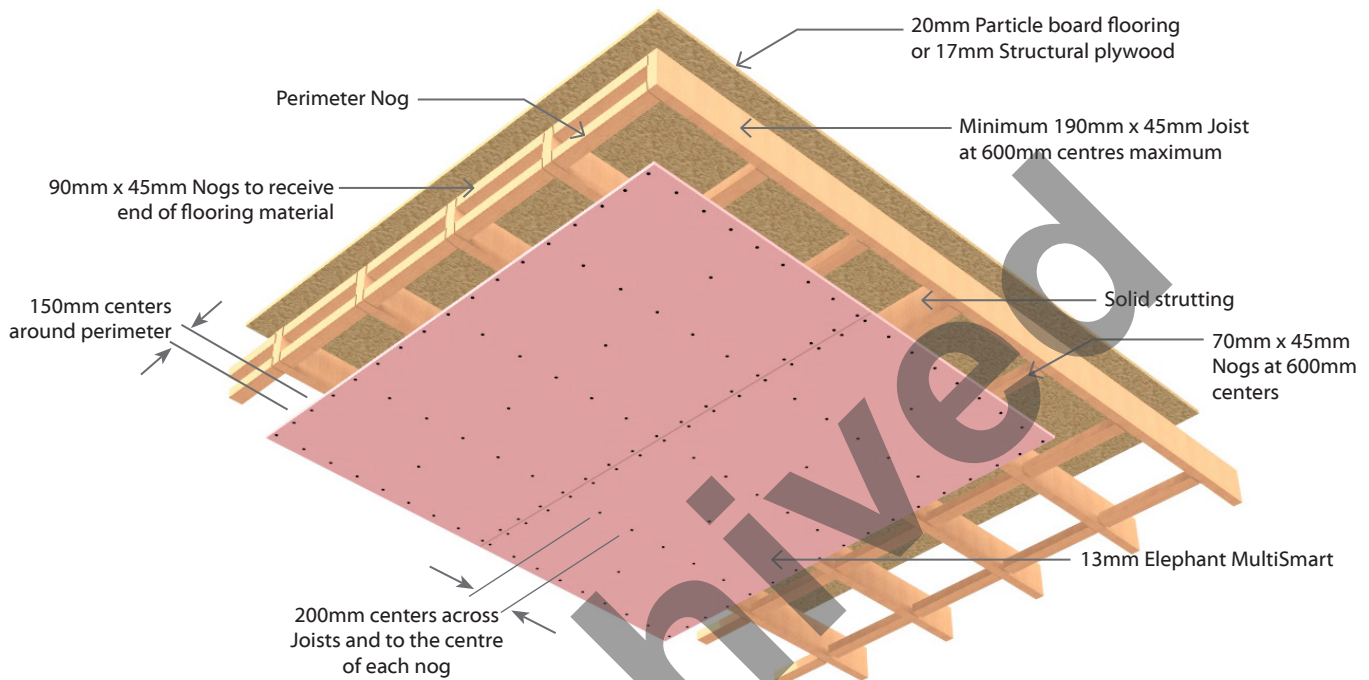 20mm Particle board flooring
or 17mm Structural plywood
Perimeter Nog
Minimum 190mm x 45mm Joist
at 600mm centres maximum
90mm x 45mm Nogs to receive
end of flooring material
150mm centers
around perimeter
Solid strutting
70mm x 45mm
Nogs at 600mm
centers
13mm Elephant MultiSmart
200mm centers across
Joists and to the centre
of each nog
hived